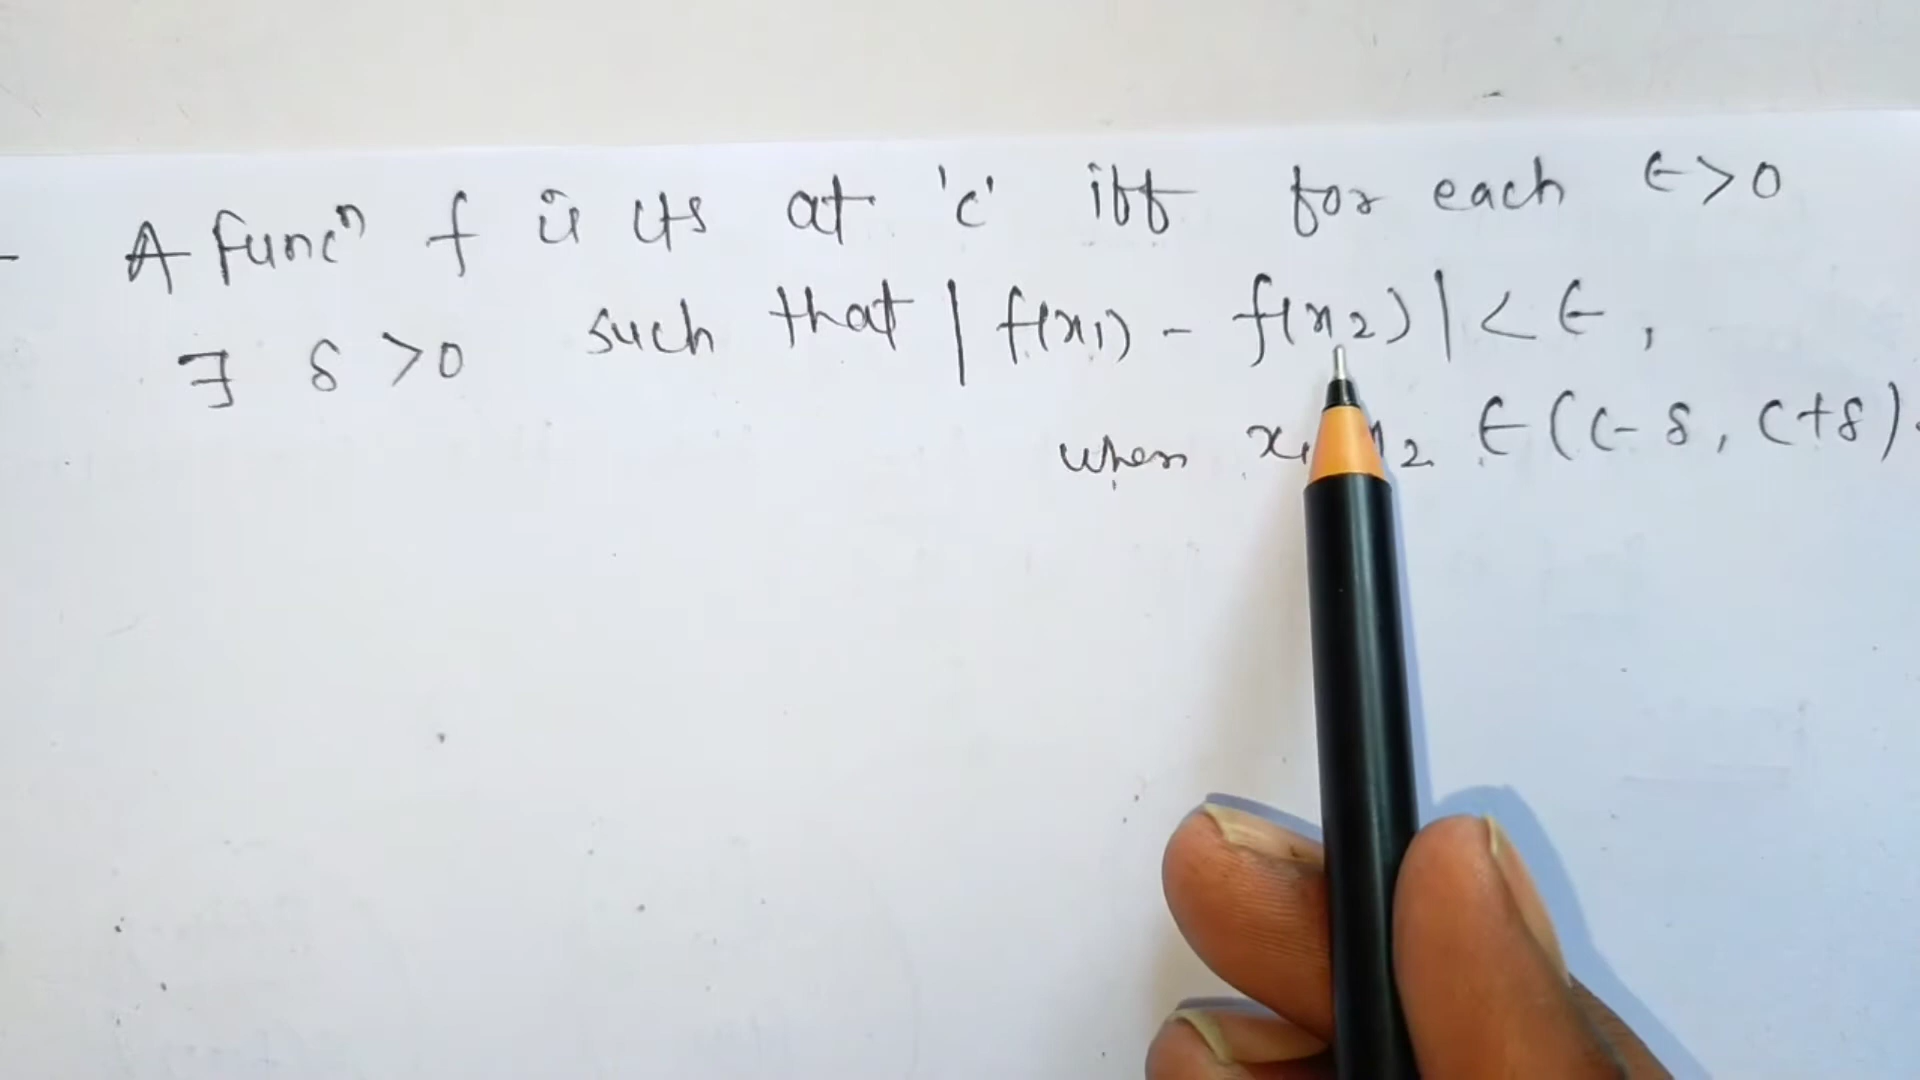 - A funcⁿ f is cts at 'c' iff for each ϵ>0
∃ δ >0 such that | f(x₁) - f(x₂) | < ϵ,
when x₁, x₂ ∈ (c-δ, c+δ).